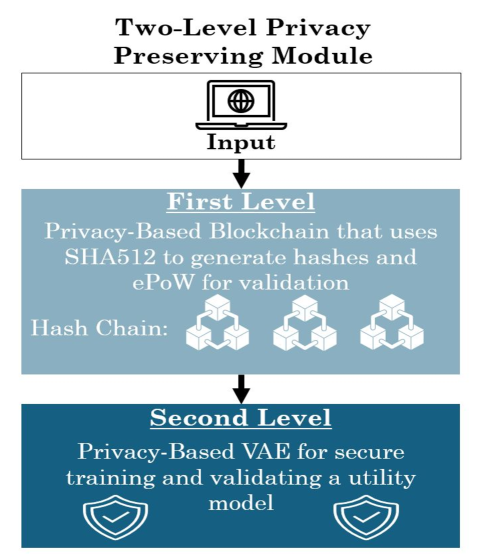 Two-Level Privacy
Preserving Module
Input
First Level
Privacy-Based Blockchain that uses
SHA512 to generate hashes and
ePoW for validation
Hash Chain:
Second Level
Privacy-Based VAE for secure
training and validating a utility
model